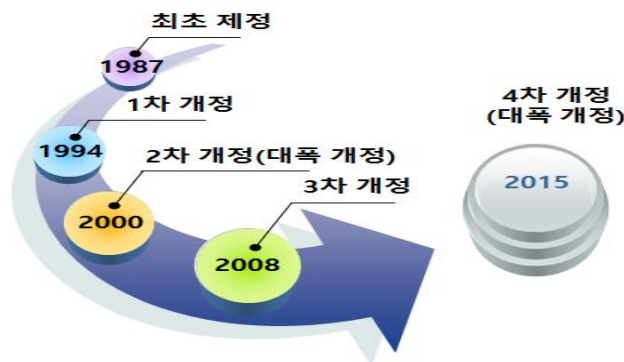 최초 제정
1987
1차 개정
1994
2차 개정(대폭 개정)
2000
3차 개정
2008
4차 개정
(대폭 개정)
2015